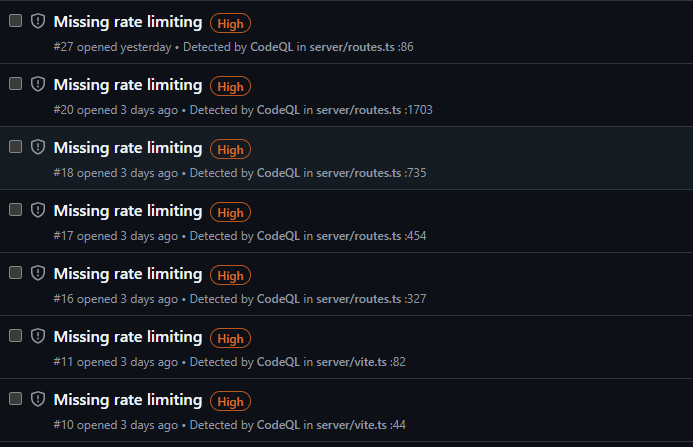 Missing rate limiting High
#27 opened yesterday • Detected by CodeQL in server/routes.ts :86
Missing rate limiting High
#20 opened 3 days ago • Detected by CodeQL in server/routes.ts :1703
Missing rate limiting High
#18 opened 3 days ago • Detected by CodeQL in server/routes.ts :735
Missing rate limiting High
#17 opened 3 days ago • Detected by CodeQL in server/routes.ts :454
Missing rate limiting High
#16 opened 3 days ago • Detected by CodeQL in server/routes.ts :327
Missing rate limiting High
#11 opened 3 days ago • Detected by CodeQL in server/vite.ts :82
Missing rate limiting High
#10 opened 3 days ago • Detected by CodeQL in server/vite.ts :44